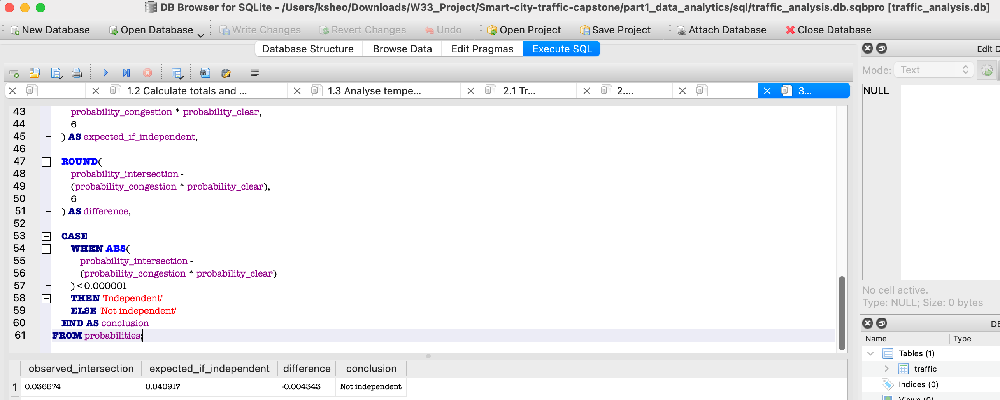 DB Browser for SQLite - /Users/ksheo/Downloads/W33_Project/Smart-city-traffic-capstone/part1_data_analytics/sql/traffic_analysis.db.sqbpro [traffic_analysis.db]
New Database Open Database Write Changes Revert Changes Undo Open Project Save Project Attach Database Close Database
Database Structure Browse Data Edit Pragmas Execute SQL
1.2 Calculate totals and ... 1.3 Analyse tempe... 2.1 Tr... 2.... 3...
43 probability_congestion * probability_clear,
44 6
45 ) AS expected_if_independent,
46
47 ROUND(
48 probability_intersection -
49 (probability_congestion * probability_clear),
50 6
51 ) AS difference,
52
53 CASE
54 WHEN ABS(
55 probability_intersection -
56 (probability_congestion * probability_clear)
57 ) < 0.000001
58 THEN 'Independent'
59 ELSE 'Not independent'
60 END AS conclusion
61 FROM probabilities;
observed_intersection expected_if_independent difference conclusion
1 0.036574 0.040917 -0.004343 Not independent
Edit D
Mode: Text
NULL
No cell active.
Type: NULL; Size: 0 bytes
DB
Name Type
Tables (1)
traffic
Indices (0)
Views (0)